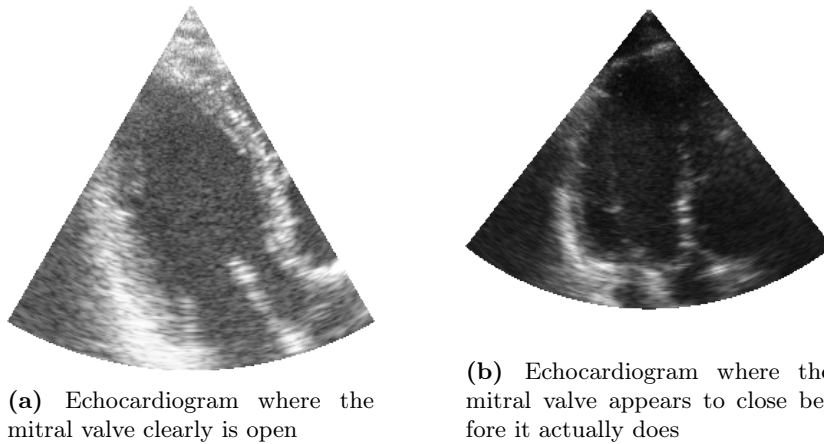 (a) Echocardiogram where the
mitral valve clearly is open
(b) Echocardiogram where the
mitral valve appears to close be-
fore it actually does